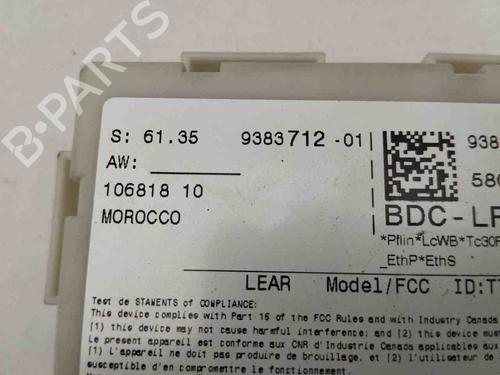 B-PARTS
S: 61.35 9383712-01 938
AW:
106818 10 580
MOROCCO BDC-LF
*Pflin*LcWB*Tc30F
_EthP*EthS
LEAR Model/FCC ID:T
Test de STAMENTS of COMPLIANCE:
This device complies with Part 16 of the FCC Rules and with Industry Canada
[1) this device may not cause harmful interference; and [2) this device must
Le present appareil est conforme aux CNR d'Industrie Canada applicables aux
[1) L'appareil ne doit pas produire de brouillage, et [2) l'utilisateur de
susceptible d'en compromettre le fonctionnement.